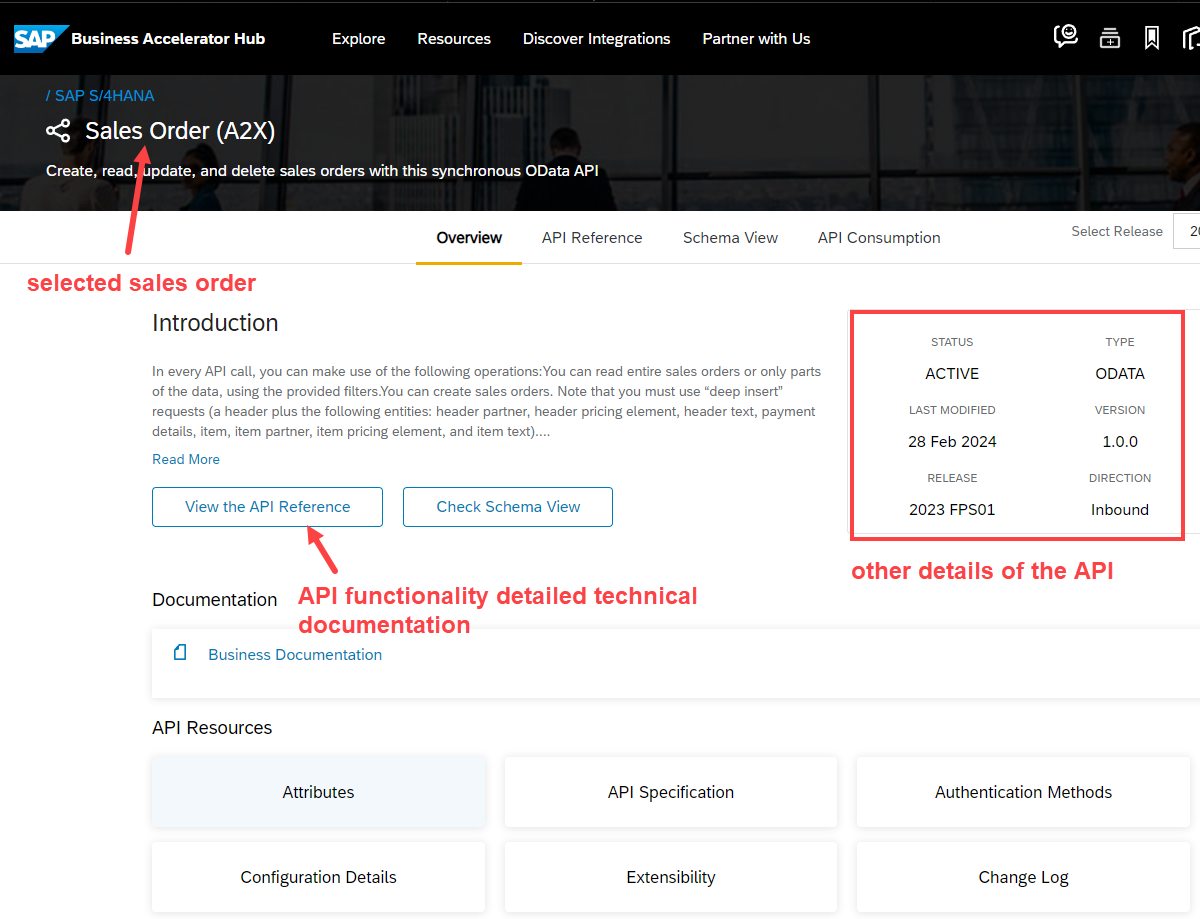 SAP Business Accelerator Hub Explore Resources Discover Integrations Partner with Us
/ SAP S/4HANA
Sales Order (A2X)
Create, read, update, and delete sales orders with this synchronous OData API
Overview API Reference Schema View API Consumption Select Release
selected sales order
Introduction
In every API call, you can make use of the following operations:You can read entire sales orders or only parts
of the data, using the provided filters.You can create sales orders. Note that you must use “deep insert”
requests (a header plus the following entities: header partner, header pricing element, header text, payment
details, item, item partner, item pricing element, and item text)....
Read More
View the API Reference Check Schema View
STATUS TYPE
ACTIVE ODATA
LAST MODIFIED VERSION
28 Feb 2024 1.0.0
RELEASE DIRECTION
2023 FPS01 Inbound
other details of the API
API functionality detailed technical
documentation
Documentation
Business Documentation
API Resources
Attributes API Specification Authentication Methods
Configuration Details Extensibility Change Log